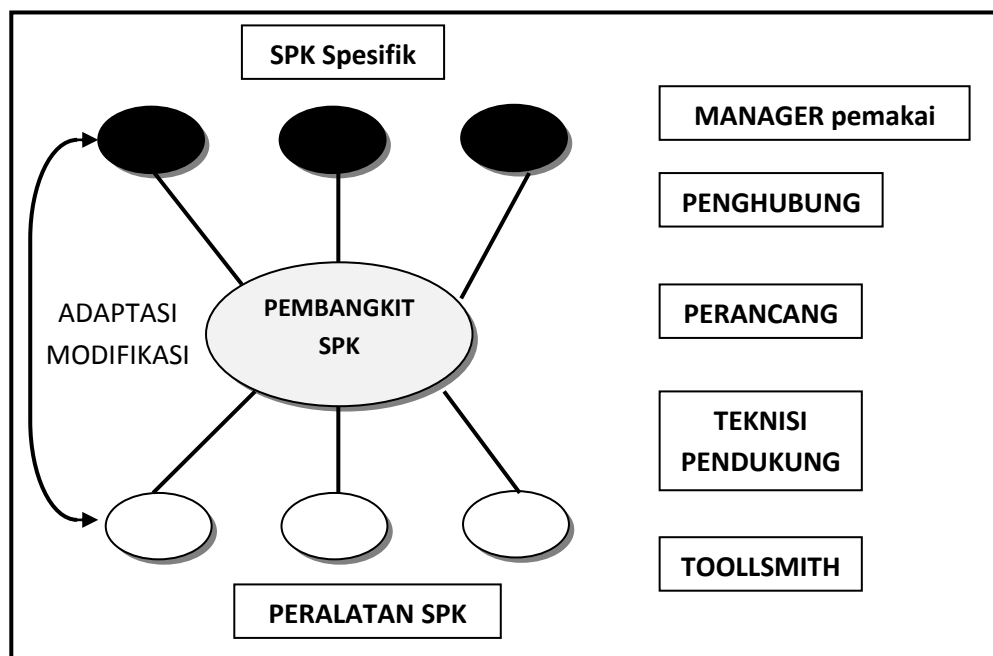 SPK Spesifik
MANAGER pemakai
PENGHUBUNG
ADAPTASI
MODIFIKASI
PEMBANGKIT
SPK
PERANCANG
TEKNISI
PENDUKUNG
PERALATAN SPK
TOOLLSMITH